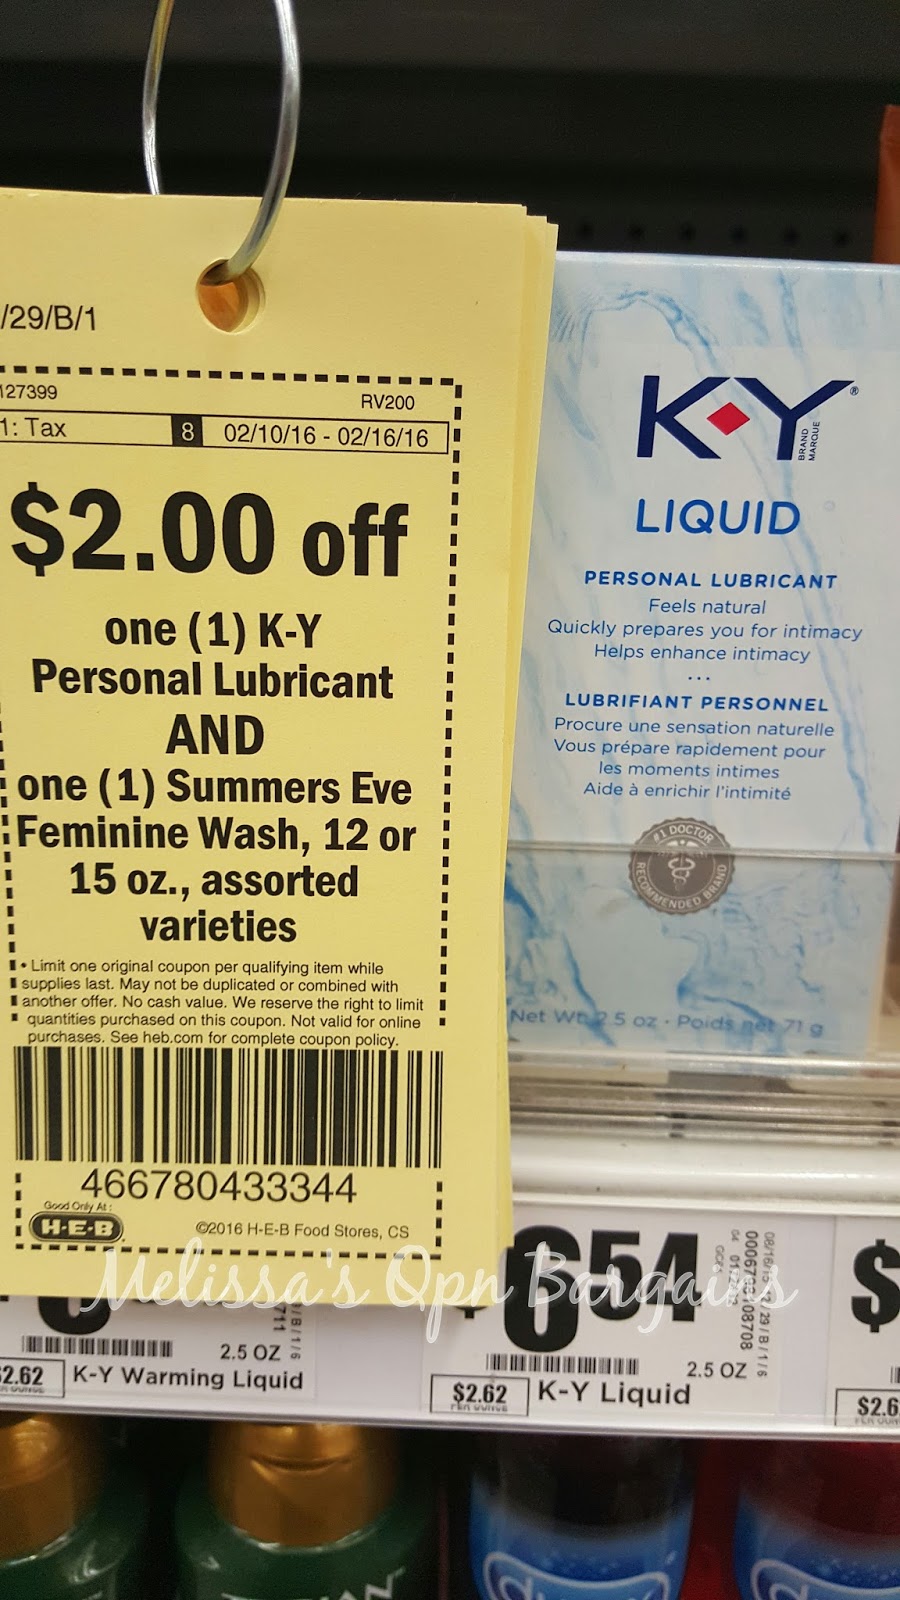 /29/B/1
127399
RV200
1: Tax 8 02/10/16 - 02/16/16
$2.00 off
one (1) K-Y
Personal Lubricant
AND
one (1) Summers Eve
Feminine Wash, 12 or
15 oz., assorted
varieties
• Limit one original coupon per qualifying item while
supplies last. May not be duplicated or combined with
another offer. No cash value. We reserve the right to limit
quantities purchased on this coupon. Not valid for online
purchases. See heb.com for complete coupon policy.
466780433344
Good Only At:
H-E-B
©2016 H-E-B Food Stores, CS
K-Y®
BRAND
MARQUE
LIQUID
PERSONAL LUBRICANT
Feels natural
Quickly prepares you for intimacy
Helps enhance intimacy
...
LUBRIFIANT PERSONNEL
Procure une sensation naturelle
Vous prépare rapidement pour
les moments intimes
Aide à enrichir l'intimité
#1 DOCTOR
RECOMMENDED BRAND
Net Wt. 2.5 oz • Poids net 71 g
Melissa's Qpn Bargains
2.5 OZ
$2.62
PER OUNCE
K-Y Warming Liquid
$6.54
2.5 OZ
$2.62
PER OUNCE
K-Y Liquid
$
$2.6